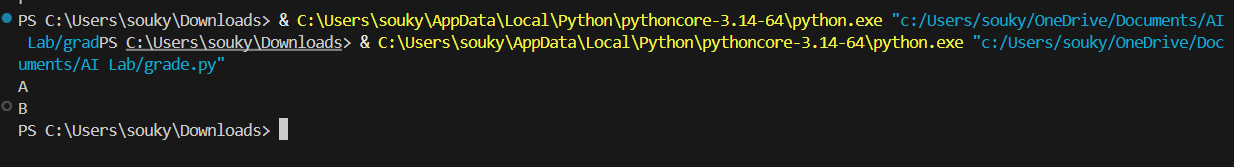 PS C:\Users\souky\Downloads> & C:\Users\souky\AppData\Local\Python\pythoncore-3.14-64\python.exe "c:/Users/souky/OneDrive/Documents/AI
 Lab/gradPS C:\Users\souky\Downloads> & C:\Users\souky\AppData\Local\Python\pythoncore-3.14-64\python.exe "c:/Users/souky/OneDrive/Doc
uments/AI Lab/grade.py"
A
B
PS C:\Users\souky\Downloads>